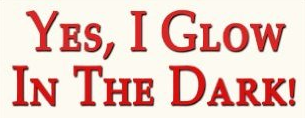 Yes, I Glow
In The Dark!